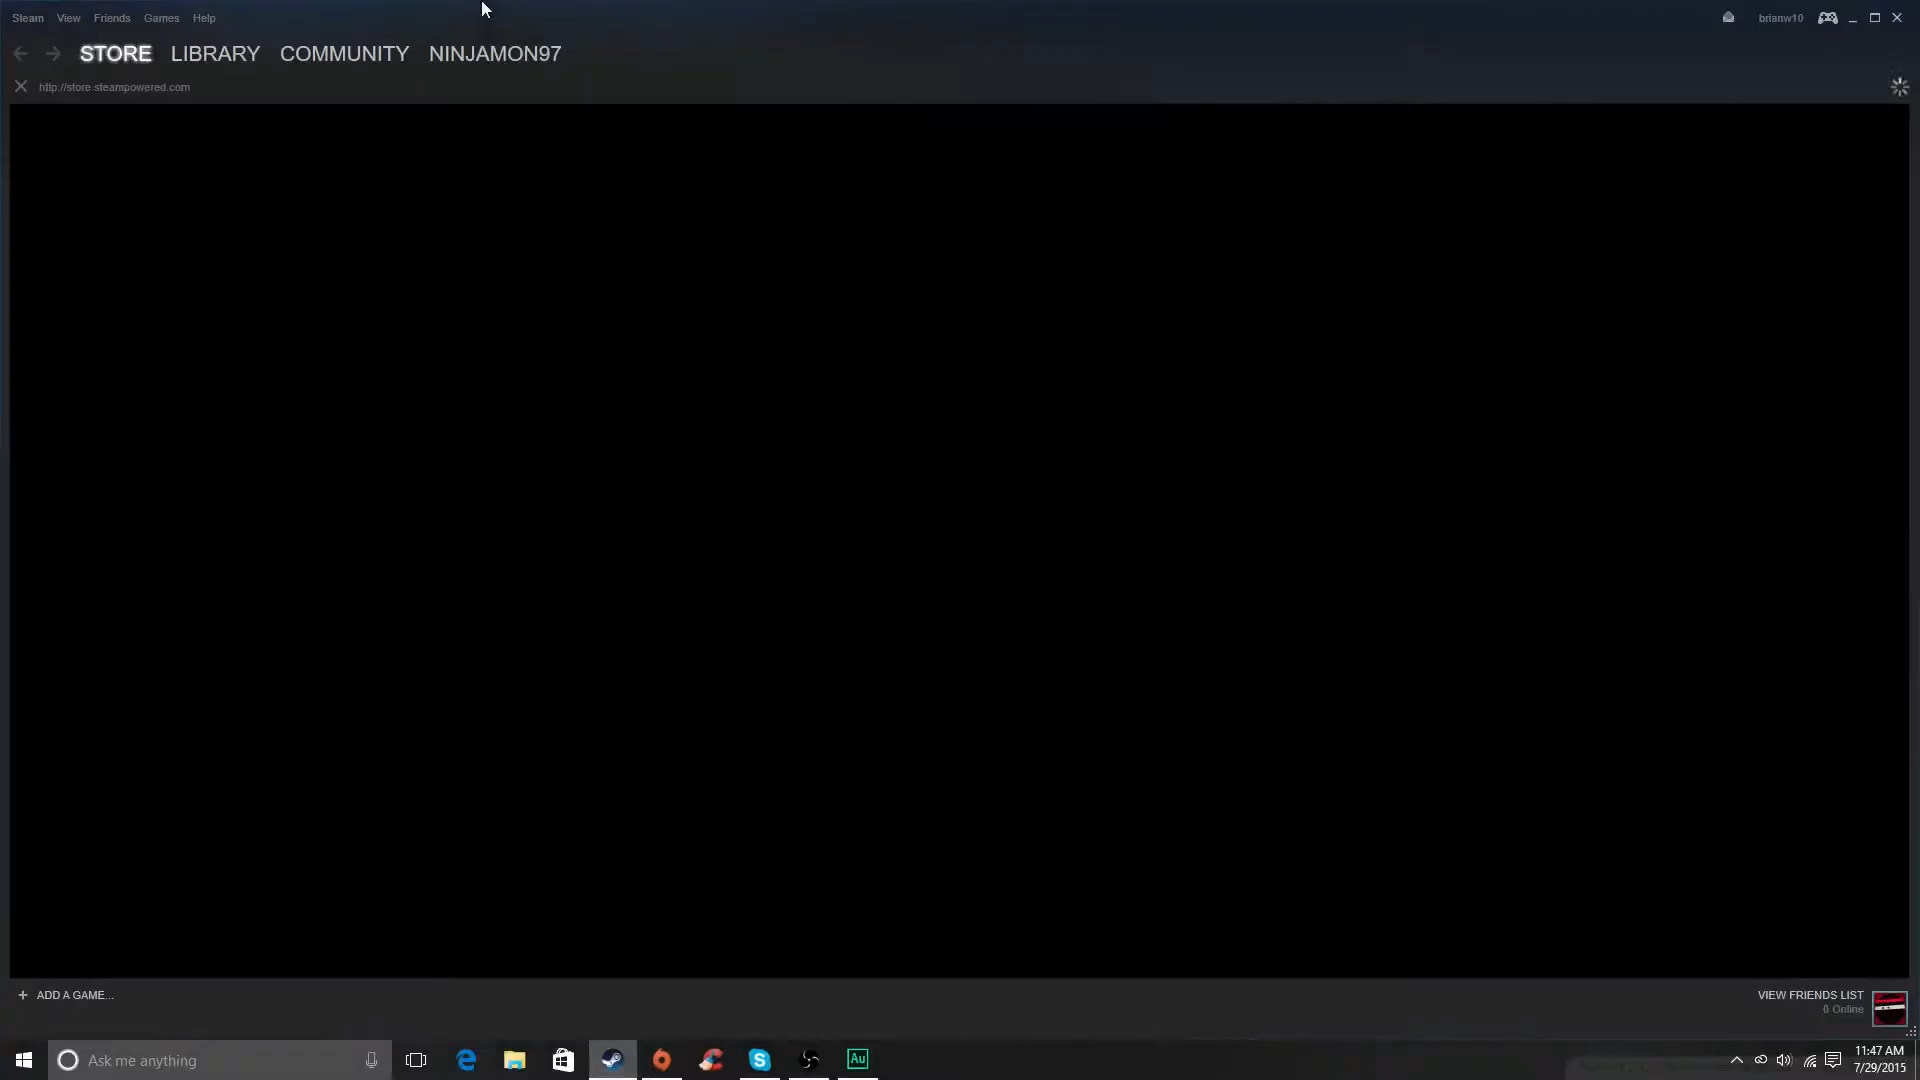 Steam View Friends Games Help
brianw10
STORE LIBRARY COMMUNITY NINJAMON97
http://store.steampowered.com
+ ADD A GAME...
VIEW FRIENDS LIST
0 Online
Ask me anything
Au
11:47 AM
7/29/2015